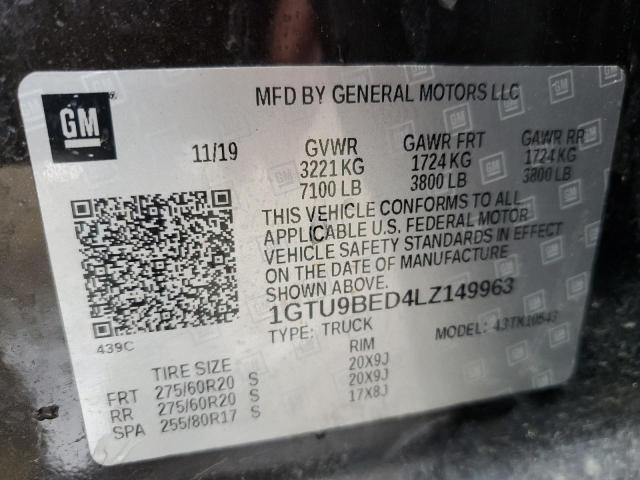 MFD BY GENERAL MOTORS LLC
GM
11/19 GVWR GAWR FRT GAWR RR
3221 KG 1724 KG 1724 KG
7100 LB 3800 LB 3800 LB
THIS VEHICLE CONFORMS TO ALL
APPLICABLE U.S. FEDERAL MOTOR
VEHICLE SAFETY STANDARDS IN EFFECT
ON THE DATE OF MANUFACTURE
SHOWN ABOVE.
1GTU9BED4LZ149963
439C
TYPE: TRUCK MODEL: 43TK10543
TIRE SIZE RIM
FRT 275/60R20 S 20X9J
RR 275/60R20 S 20X9J
SPA 255/80R17 S 17X8J